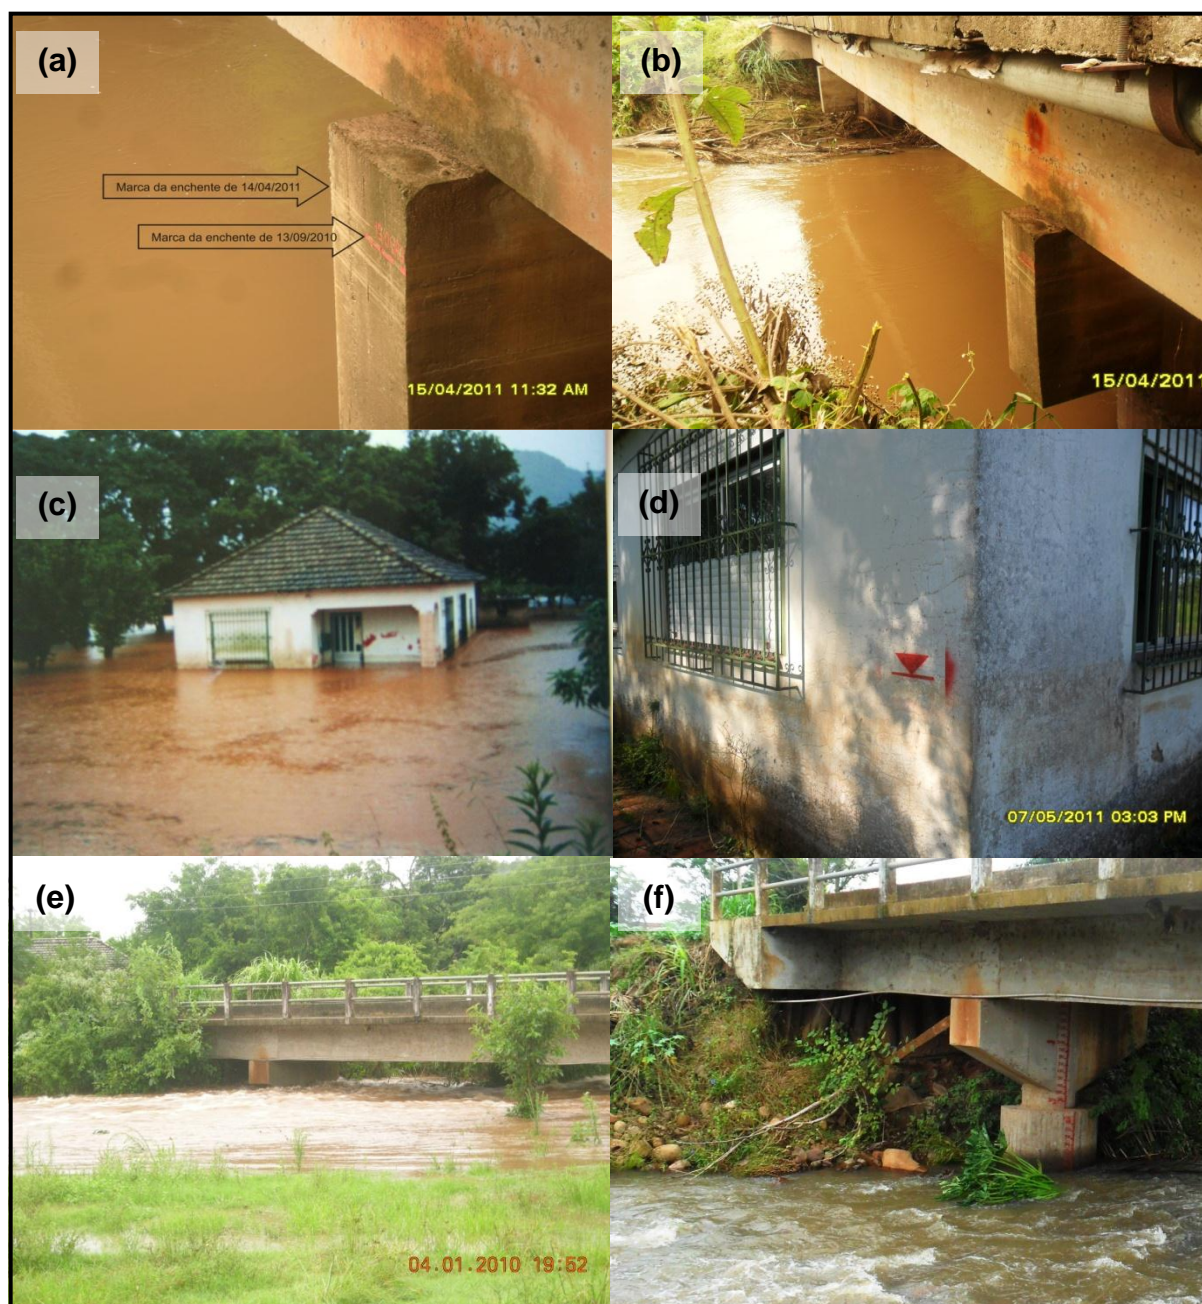 (a)
Marca da enchente de 14/04/2011
Marca da enchente de 13/09/2010
15/04/2011 11:32 AM
(b)
15/04/2011
(c)
(d)
07/05/2011 03:03 PM
(e)
04.01.2010 19:52
(f)